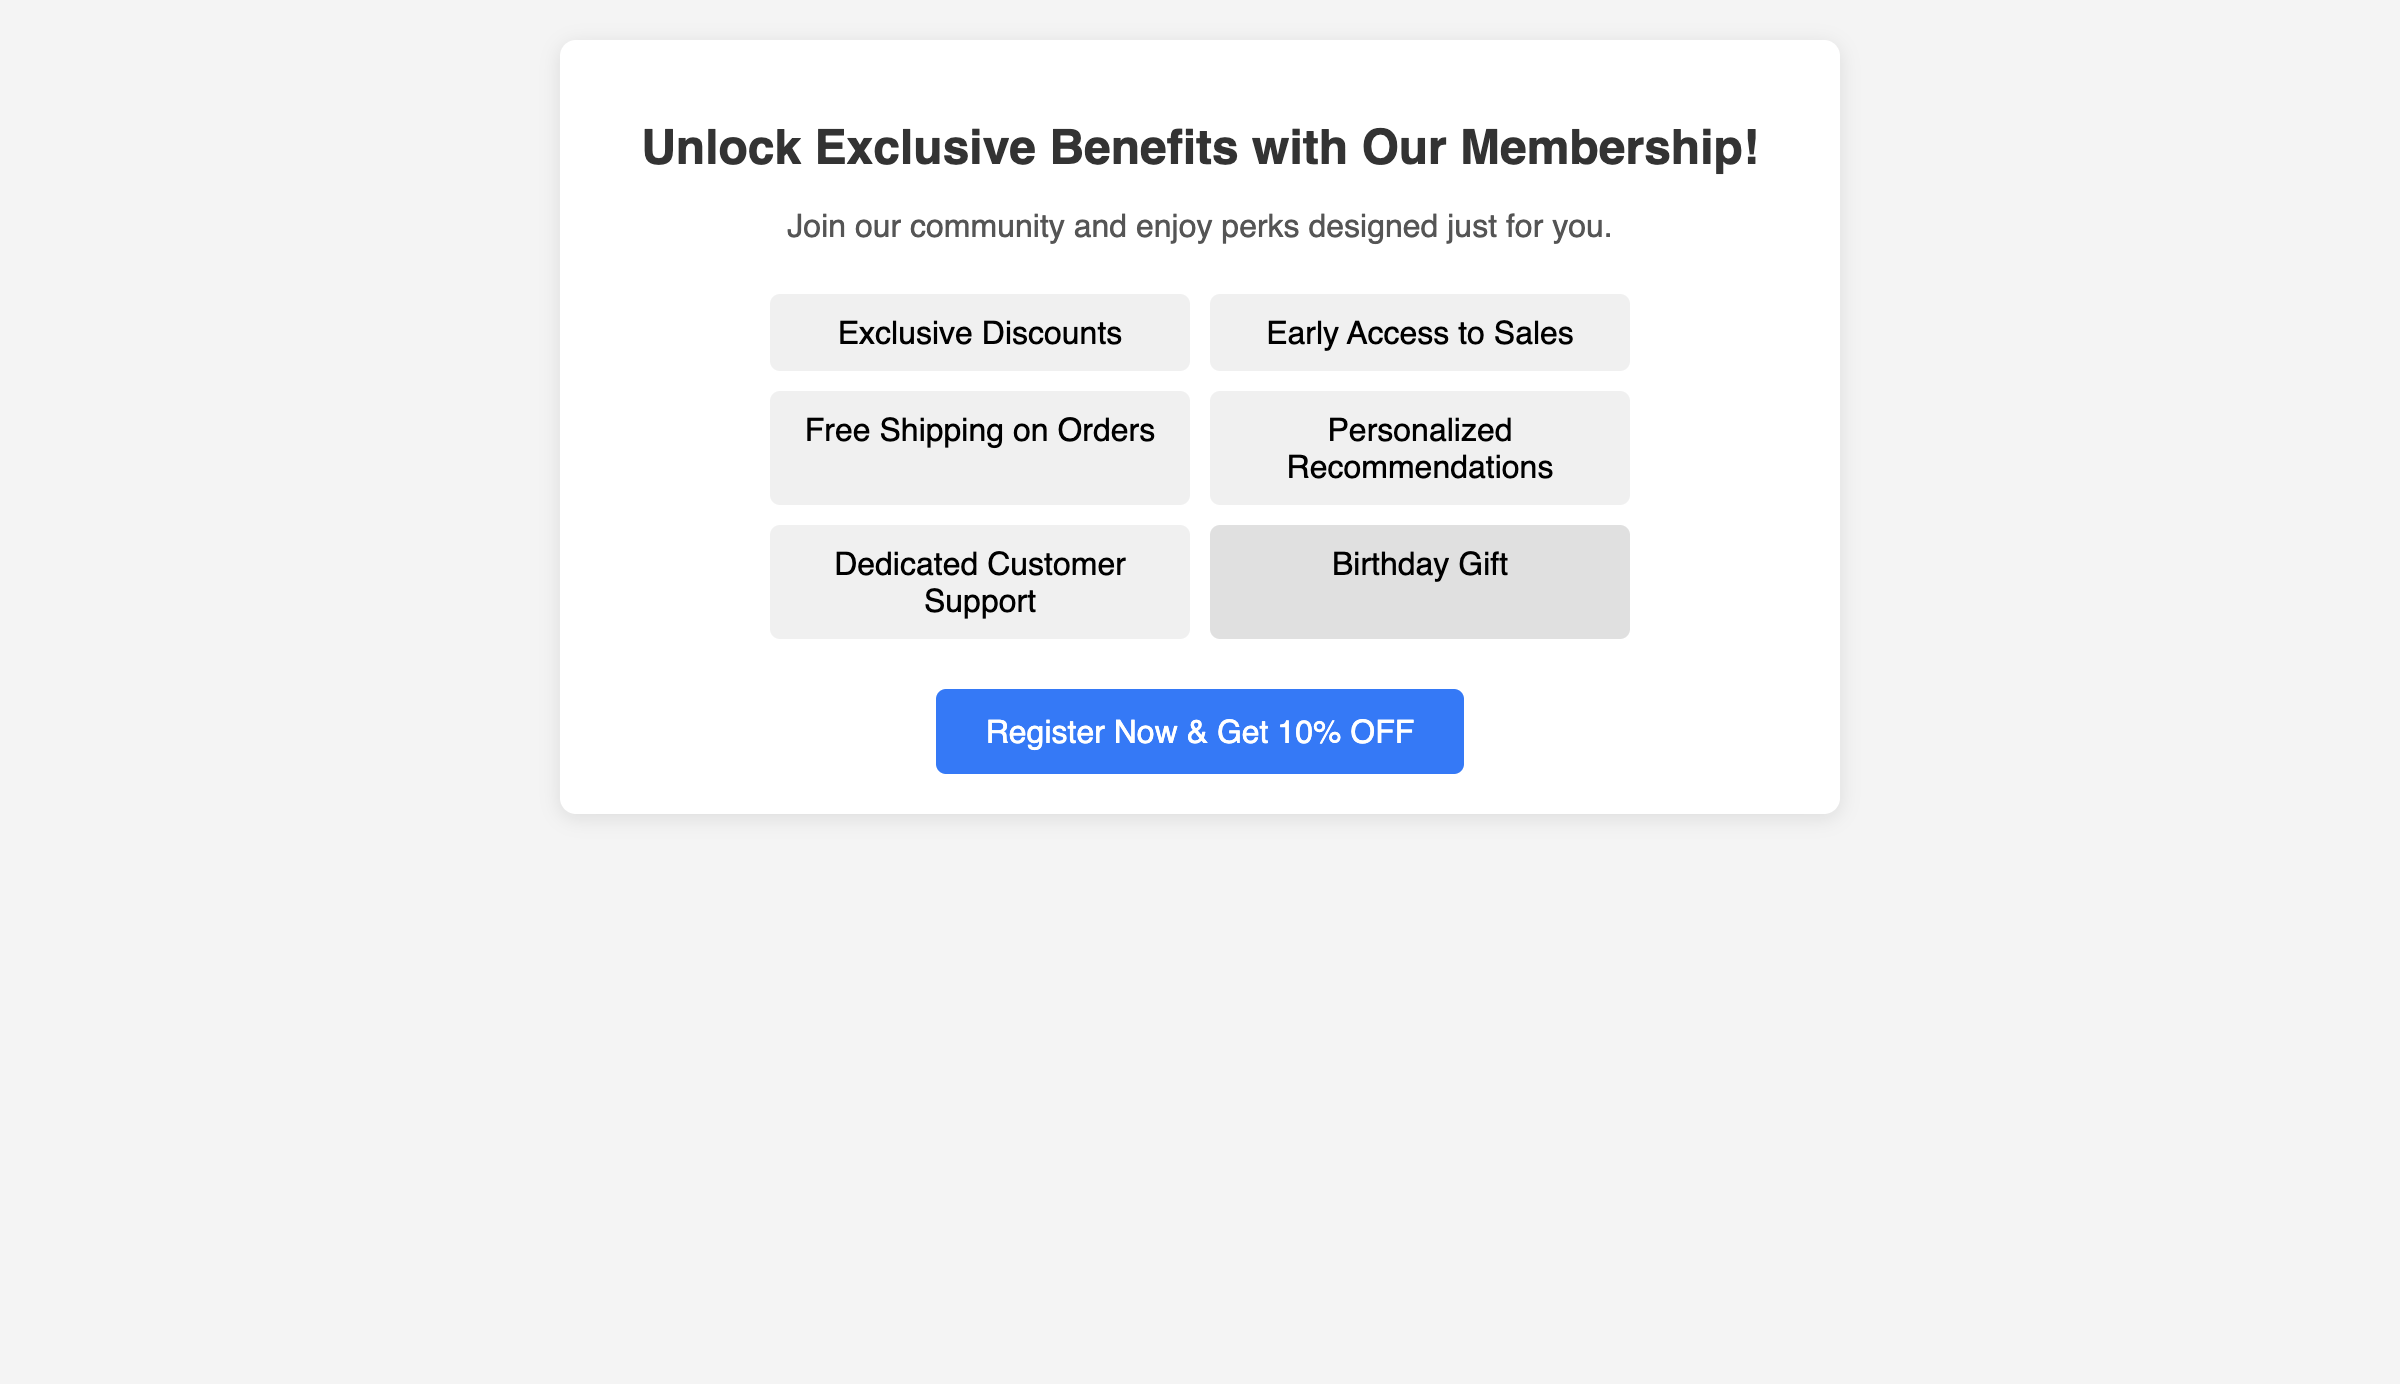 Unlock Exclusive Benefits with Our Membership!
Join our community and enjoy perks designed just for you.
Exclusive Discounts
Early Access to Sales
Free Shipping on Orders
Personalized
Recommendations
Dedicated Customer
Support
Birthday Gift
Register Now & Get 10% OFF